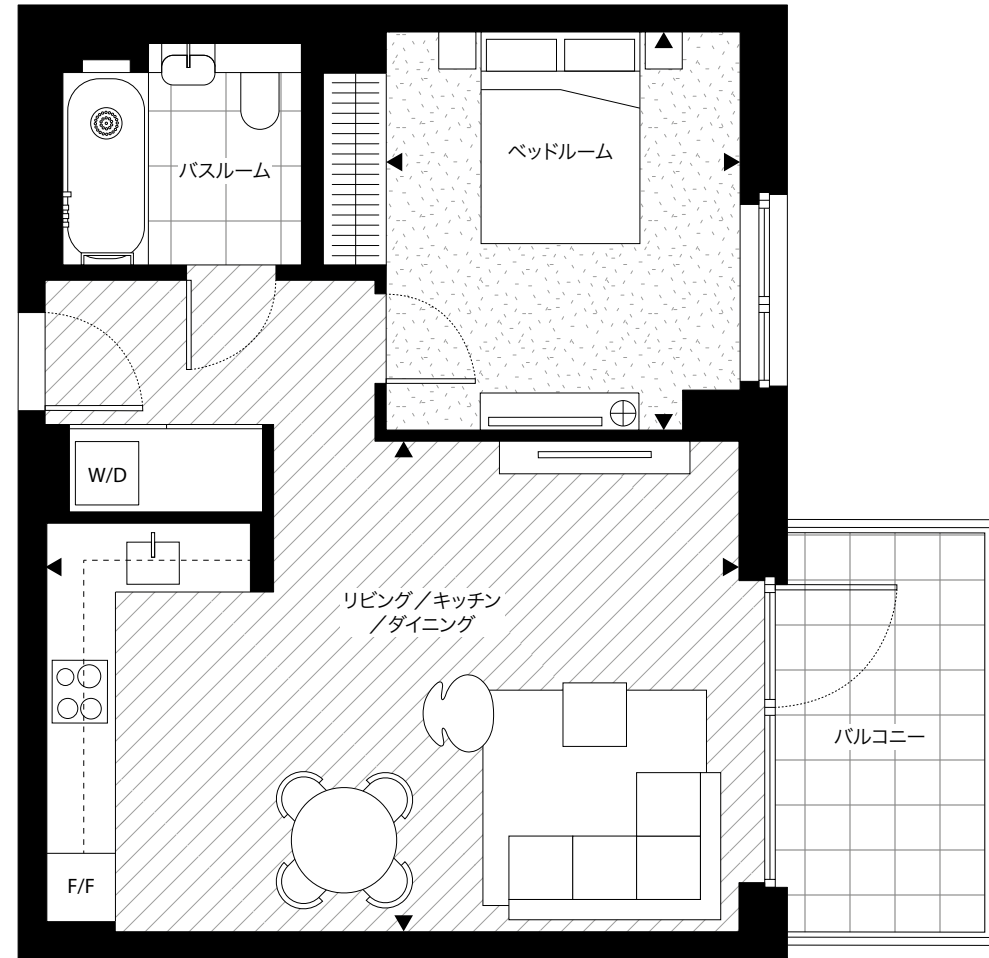 バスルーム
ベッドルーム
W/D
リビング／キッチン
／ダイニング
バルコニー
F/F